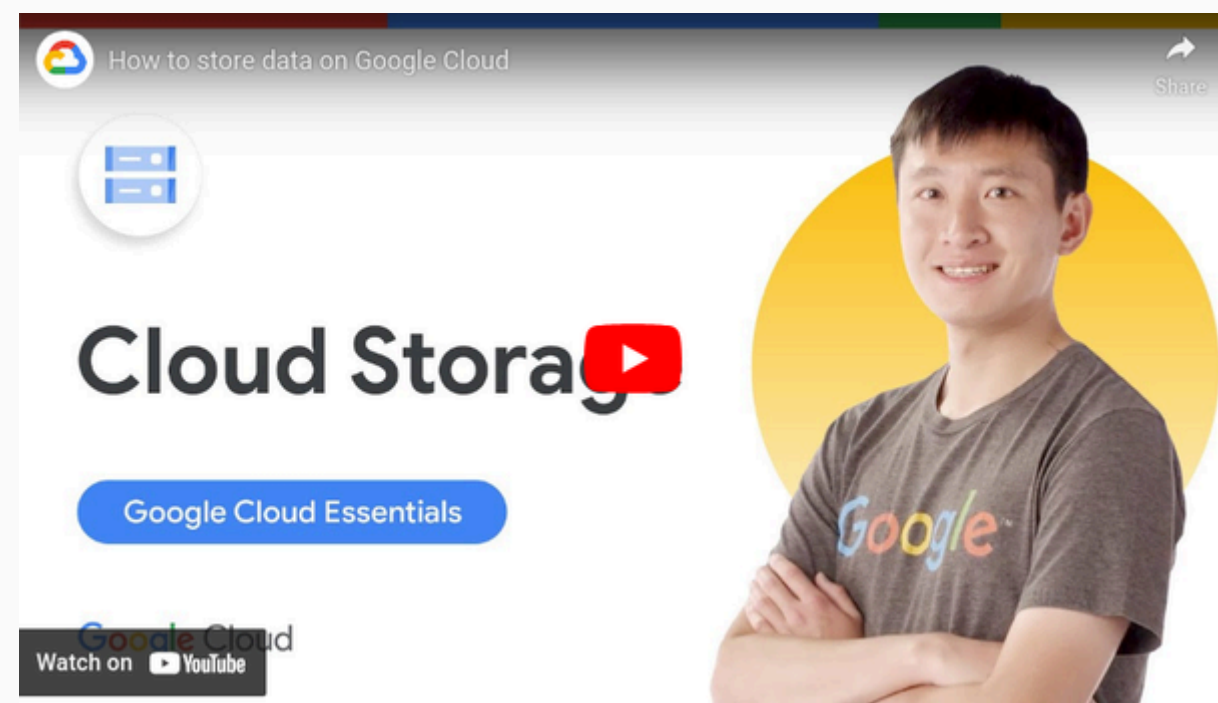 How to store data on Google Cloud
Share
Cloud Storage
Google Cloud Essentials
Google
Google Cloud
Watch on YouTube